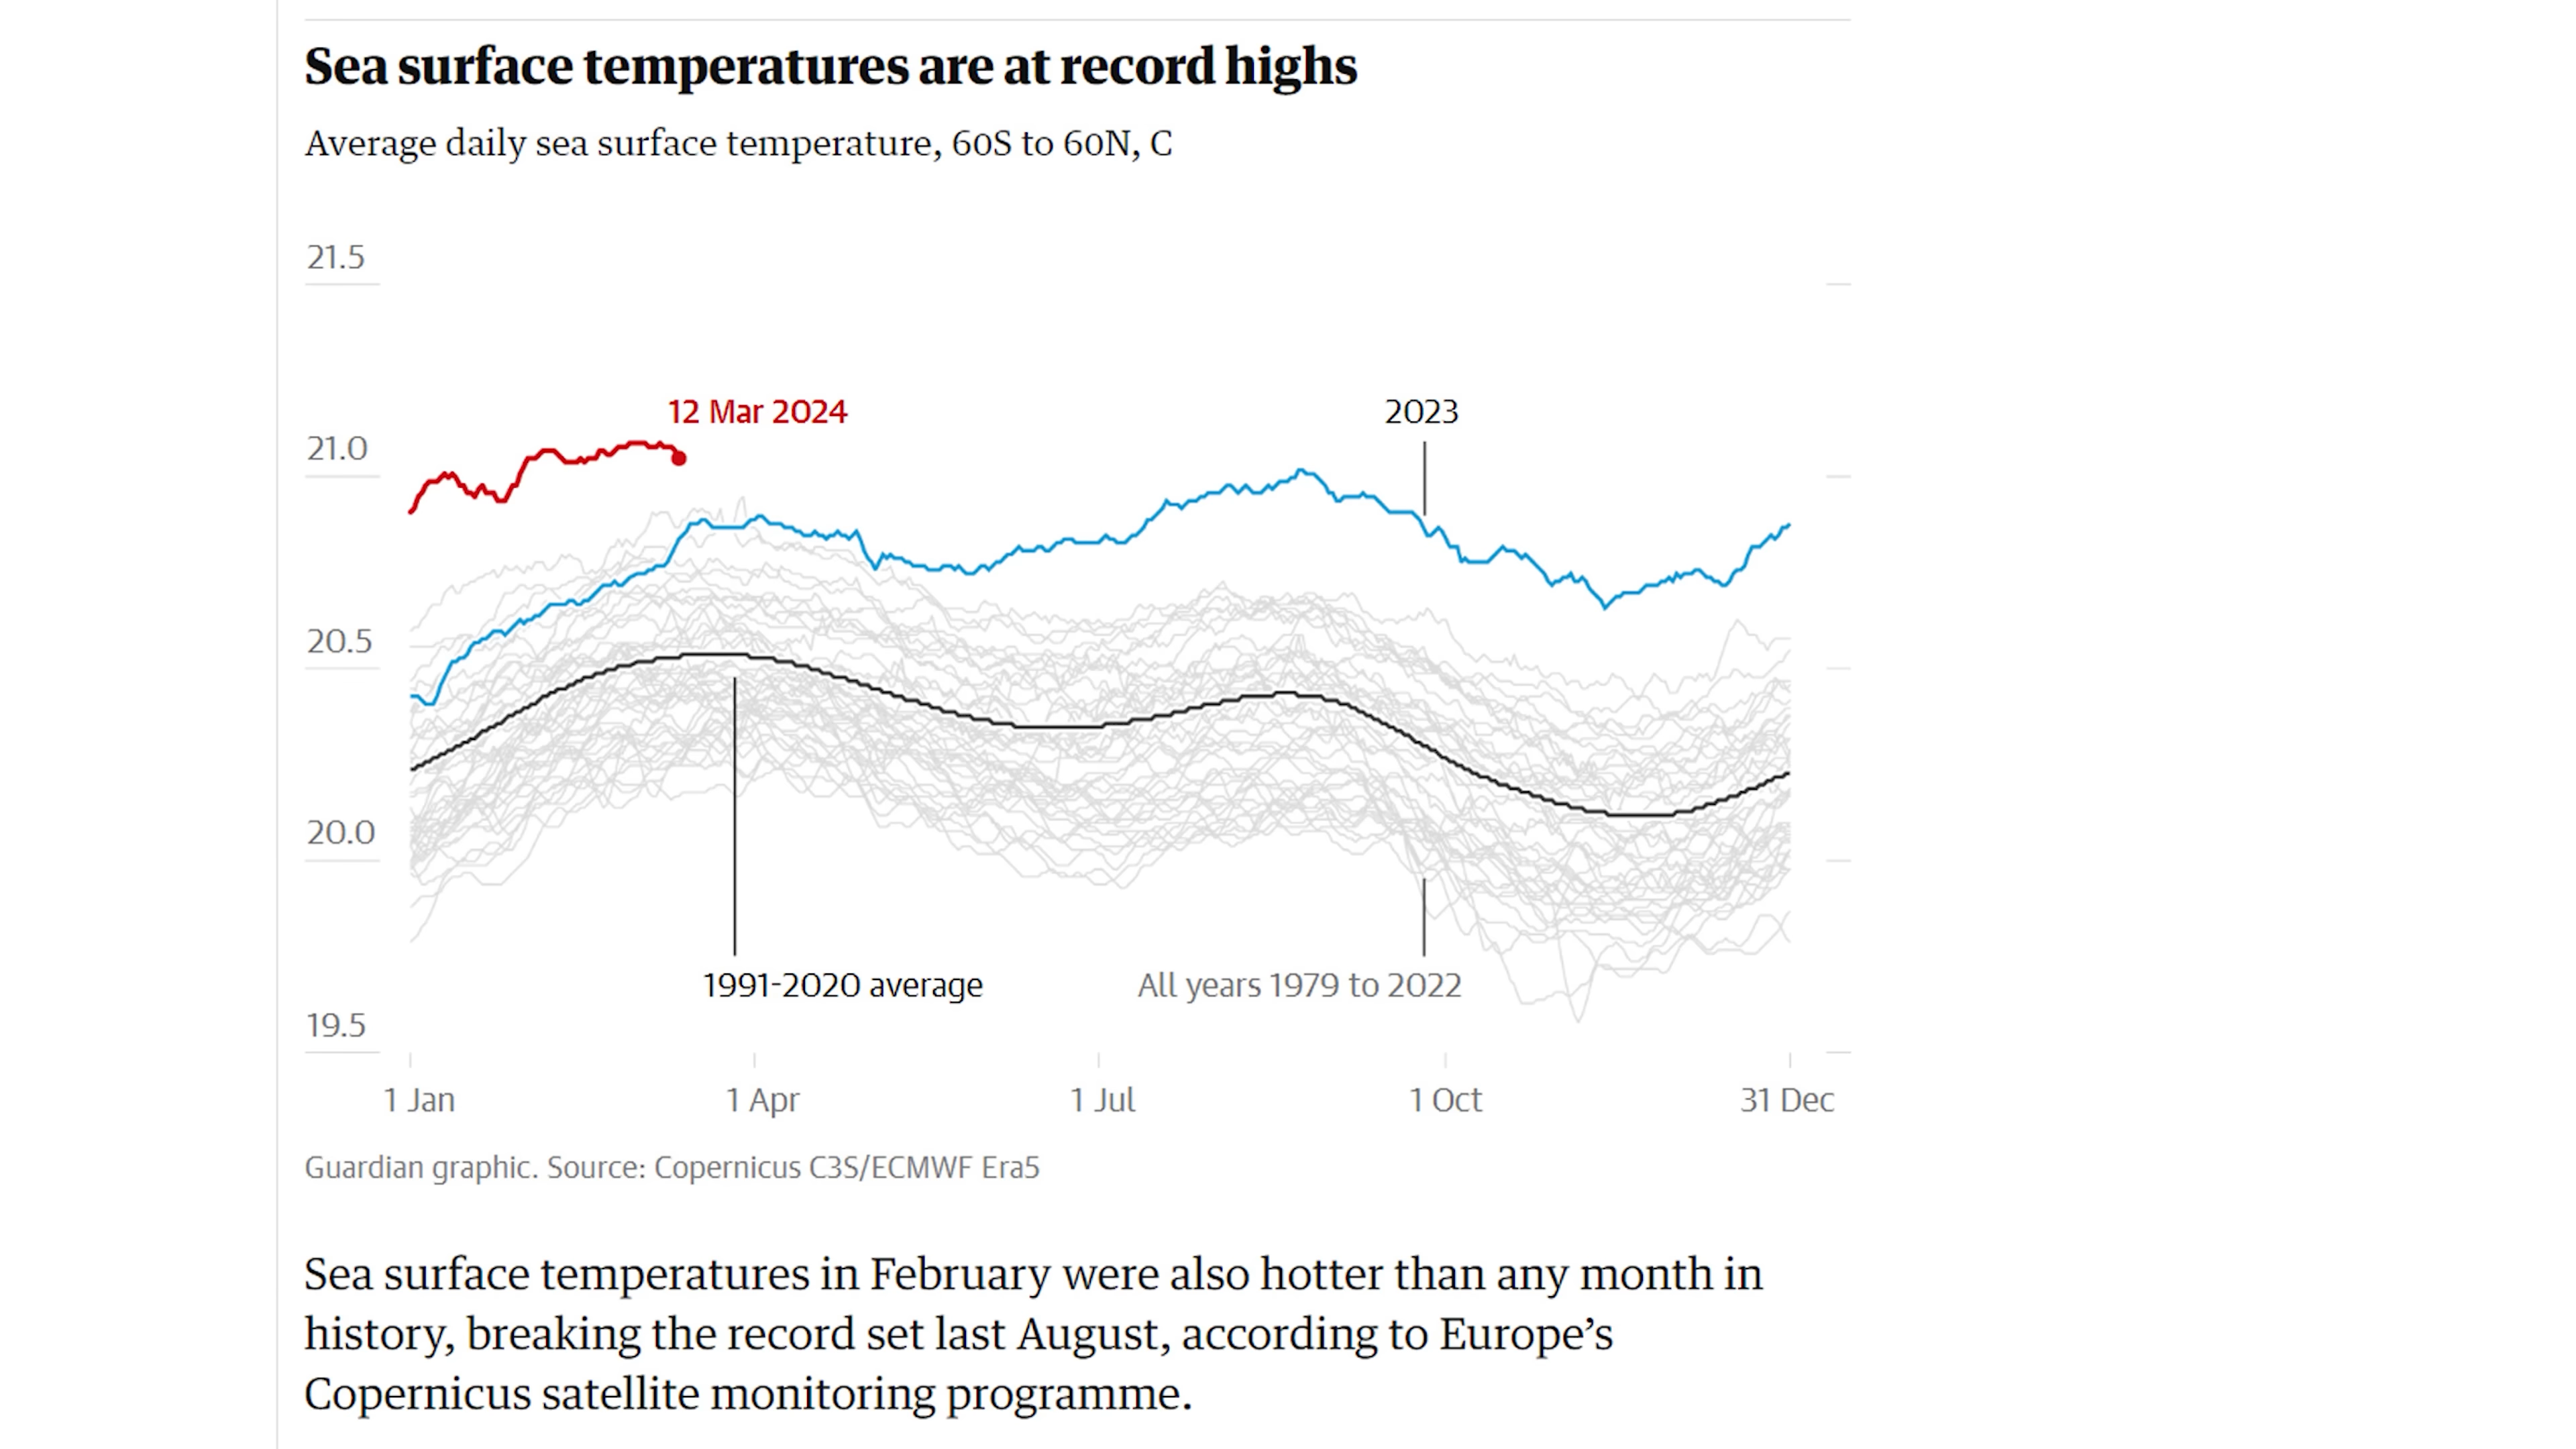 Sea surface temperatures are at record highs
Average daily sea surface temperature, 60S to 60N, C
21.5
12 Mar 2024
2023
21.0
20.5
20.0
1991-2020 average
All years 1979 to 2022
19.5
1 Jan
1 Apr
1 Jul
1 Oct
31 Dec
Guardian graphic. Source: Copernicus C3S/ECMWF Era5
Sea surface temperatures in February were also hotter than any month in
history, breaking the record set last August, according to Europe’s
Copernicus satellite monitoring programme.